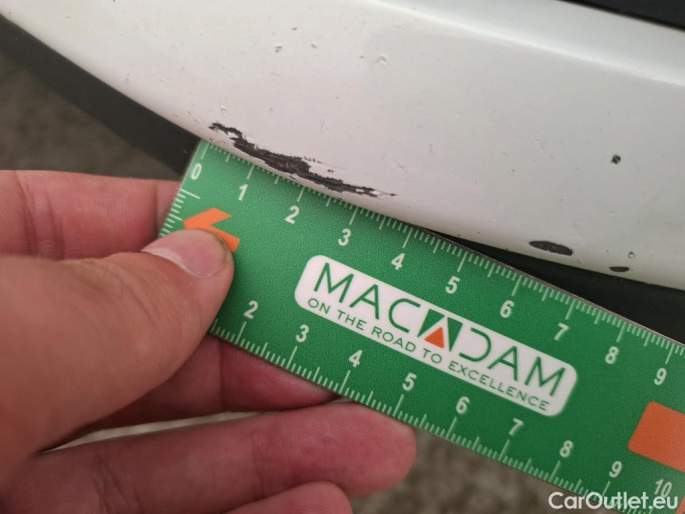 0 1 2 3 4 5 6 7 8 9
MACADAM
ON THE ROAD TO EXCELLENCE
2 3 4 5 6 7 8 9 10
CarOutlet.eu